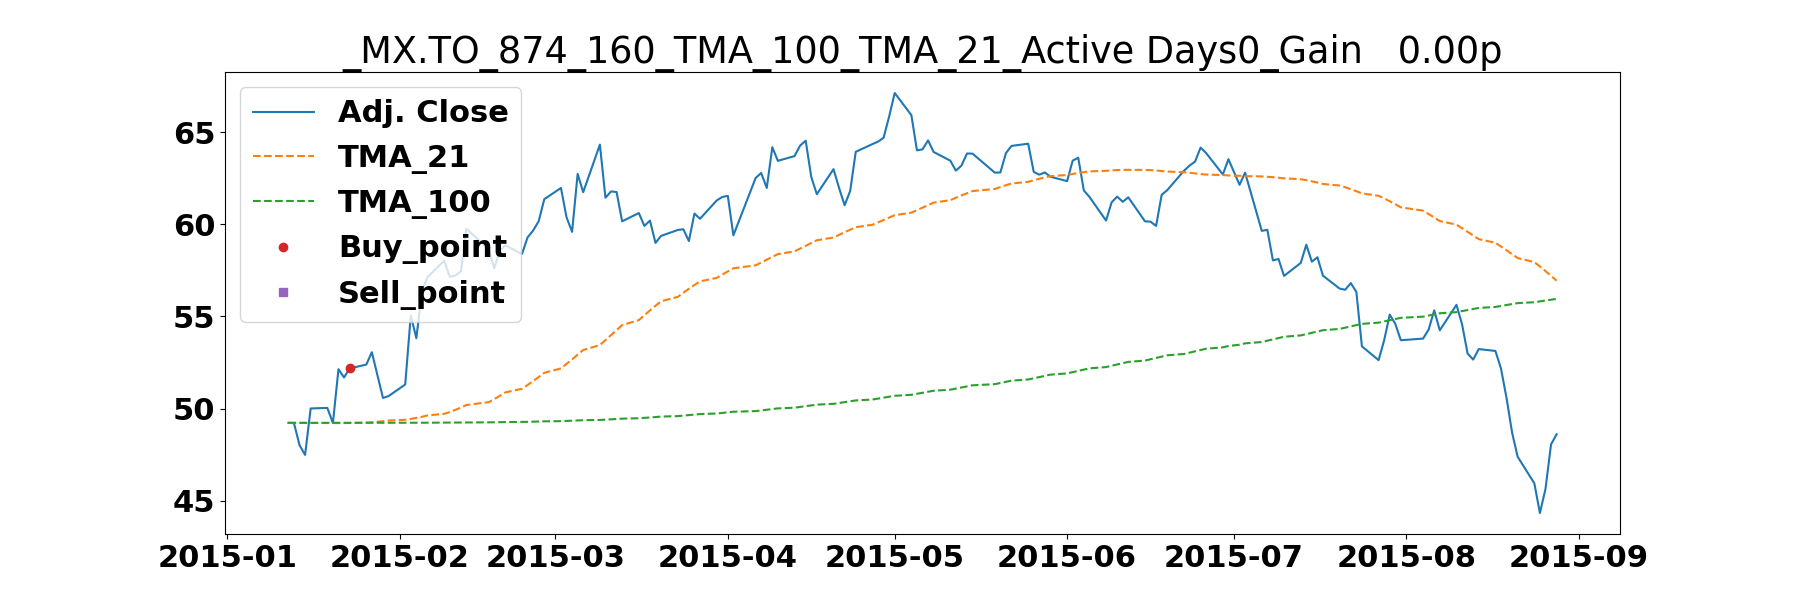 _MX.TO_874_160_TMA_100_TMA_21_Active Days0_Gain   0.00p
65
60
55
50
45
Adj. Close
TMA_21
TMA_100
Buy_point
Sell_point
2015-01 2015-02 2015-03 2015-04 2015-05 2015-06 2015-07 2015-08 2015-09